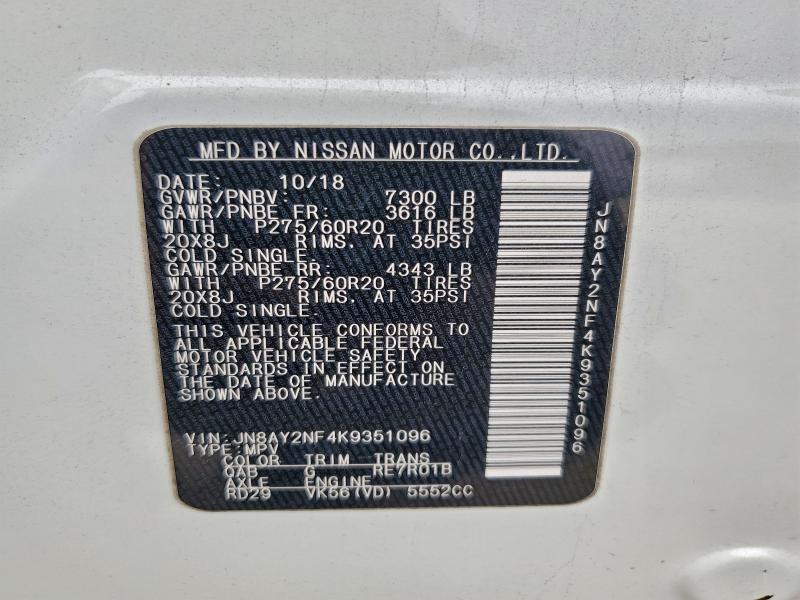 MFD BY NISSAN MOTOR CO.,LTD.
DATE: 10/18
GVWR/PNBV: 7300 LB
GAWR/PNBE FR: 3616 LB
WITH P275/60R20 TIRES
20X8J RIMS. AT 35PSI
COLD SINGLE.
GAWR/PNBE RR: 4343 LB
WITH P275/60R20 TIRES
20X8J RIMS. AT 35PSI
COLD SINGLE.
THIS VEHICLE CONFORMS TO
ALL APPLICABLE FEDERAL
MOTOR VEHICLE SAFETY
STANDARDS IN EFFECT ON
THE DATE OF MANUFACTURE
SHOWN ABOVE.
VIN:JN8AY2NF4K9351096
TYPE:MPV
COLOR TRIM TRANS
QAB G RE7R01B
AXLE ENGINE
RD29 VK56(VD) 5552CC
JN8AY2NF4K9351096